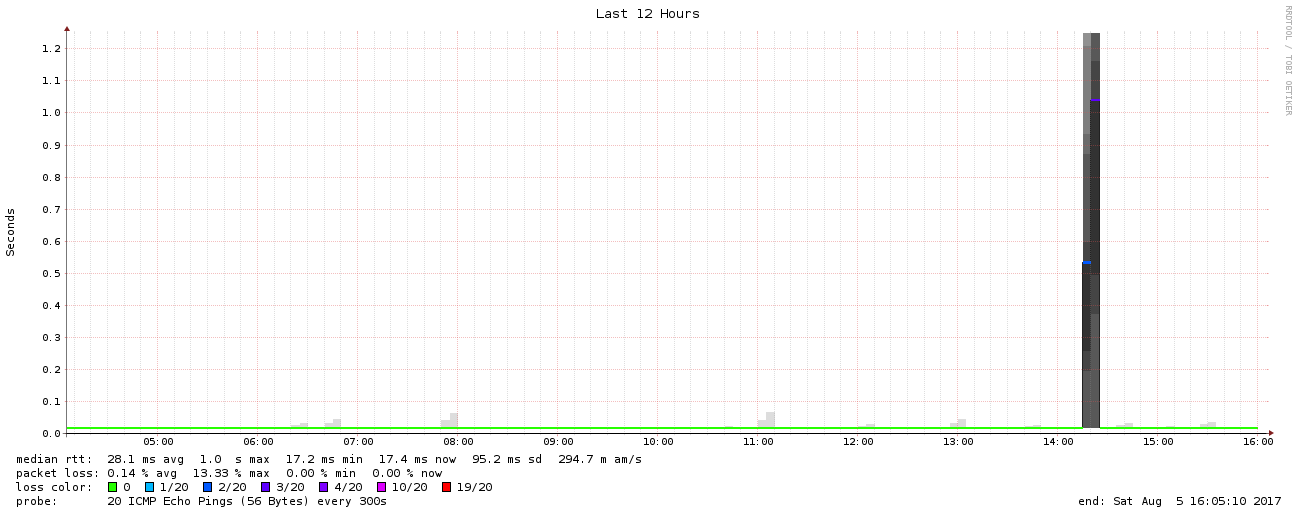 Last 12 Hours
RRDTOOL / TOBI OETIKER
Seconds
1.2
1.1
1.0
0.9
0.8
0.7
0.6
0.5
0.4
0.3
0.2
0.1
0.0
05:00 06:00 07:00 08:00 09:00 10:00 11:00 12:00 13:00 14:00 15:00 16:00
median rtt: 28.1 ms avg 1.0 s max 17.2 ms min 17.4 ms now 95.2 ms sd 294.7 m am/s
packet loss: 0.14 % avg 13.33 % max 0.00 % min 0.00 % now
loss color: 0 1/20 2/20 3/20 4/20 10/20 19/20
probe: 20 ICMP Echo Pings (56 Bytes) every 300s end: Sat Aug 5 16:05:10 2017